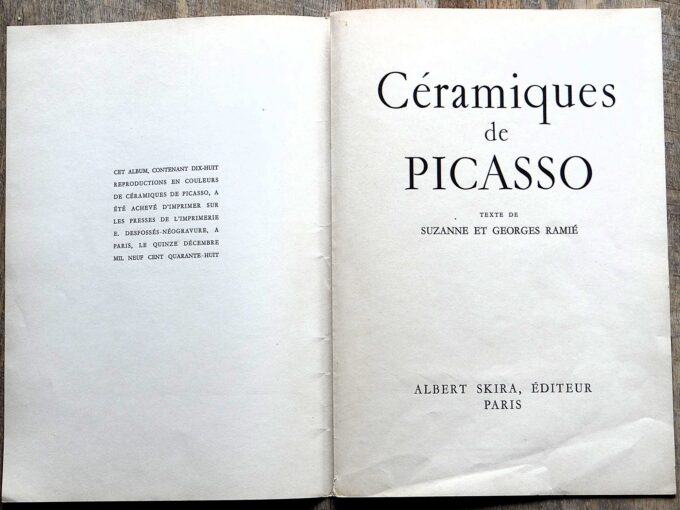 CET ALBUM, CONTENANT DIX-HUIT
REPRODUCTIONS EN COULEURS
DE CÉRAMIQUES DE PICASSO, A
ÉTÉ ACHEVÉ D'IMPRIMER SUR
LES PRESSES DE L'IMPRIMERIE
E. DESFOSSÉS-NÉOGRAVURE, A
PARIS, LE QUINZE DÉCEMBRE
MIL NEUF CENT QUARANTE-HUIT
Céramiques
de
PICASSO
TEXTE DE
SUZANNE ET GEORGES RAMIÉ
ALBERT SKIRA, ÉDITEUR
PARIS